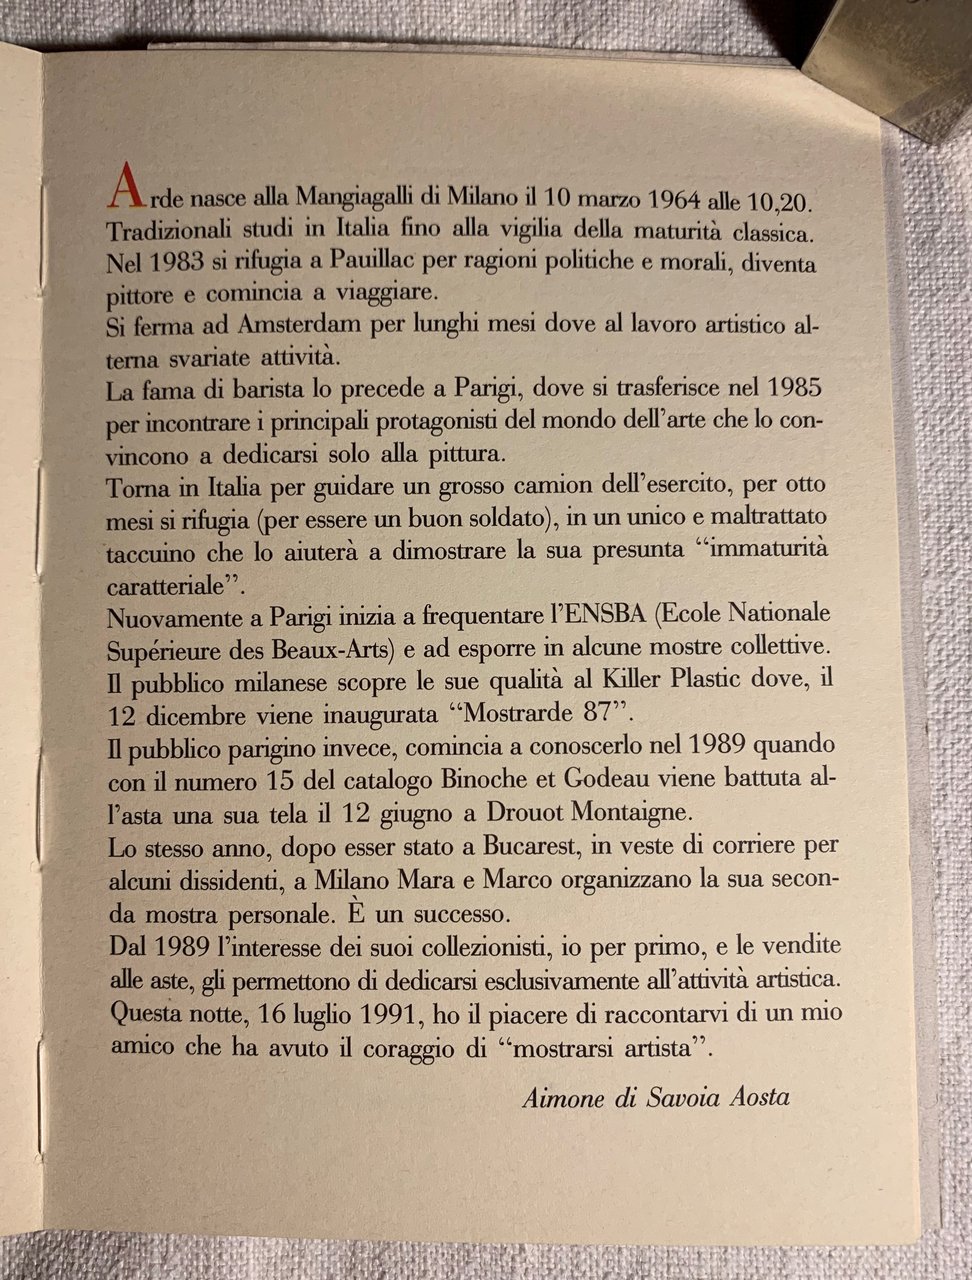 Arde nasce alla Mangiagalli di Milano il 10 marzo 1964 alle 10,20.
Tradizionali studi in Italia fino alla vigilia della maturità classica.
Nel 1983 si rifugia a Pauillac per ragioni politiche e morali, diventa
pittore e comincia a viaggiare.
Si ferma ad Amsterdam per lunghi mesi dove al lavoro artistico al-
terna svariate attività.
La fama di barista lo precede a Parigi, dove si trasferisce nel 1985
per incontrare i principali protagonisti del mondo dell'arte che lo con-
vincono a dedicarsi solo alla pittura.
Torna in Italia per guidare un grosso camion dell'esercito, per otto
mesi si rifugia (per essere un buon soldato), in un unico e maltrattato
taccuino che lo aiuterà a dimostrare la sua presunta “immaturità
caratteriale”.
Nuovamente a Parigi inizia a frequentare l'ENSBA (Ecole Nationale
Supérieure des Beaux-Arts) e ad esporre in alcune mostre collettive.
Il pubblico milanese scopre le sue qualità al Killer Plastic dove, il
12 dicembre viene inaugurata “Mostrarde 87”.
Il pubblico parigino invece, comincia a conoscerlo nel 1989 quando
con il numero 15 del catalogo Binoche et Godeau viene battuta al-
l'asta una sua tela il 12 giugno a Drouot Montaigne.
Lo stesso anno, dopo esser stato a Bucarest, in veste di corriere per
alcuni dissidenti, a Milano Mara e Marco organizzano la sua secon-
da mostra personale. È un successo.
Dal 1989 l'interesse dei suoi collezionisti, io per primo, e le vendite
alle aste, gli permettono di dedicarsi esclusivamente all'attività artistica.
Questa notte, 16 luglio 1991, ho il piacere di raccontarvi di un mio
amico che ha avuto il coraggio di “mostrarsi artista”.
Aimone di Savoia Aosta